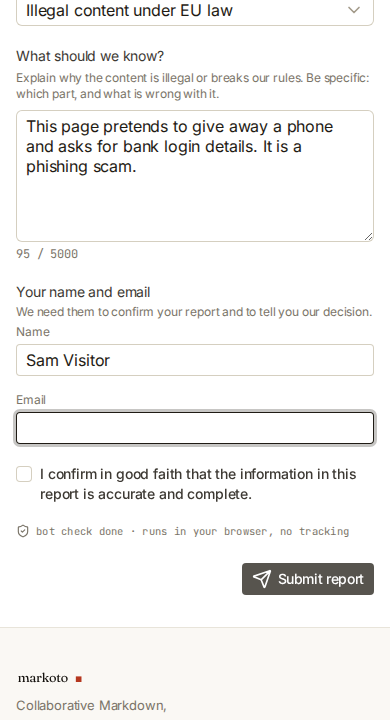 Illegal content under EU law
What should we know?
Explain why the content is illegal or breaks our rules. Be specific:
which part, and what is wrong with it.
This page pretends to give away a phone
and asks for bank login details. It is a
phishing scam.
95 / 5000
Your name and email
We need them to confirm your report and to tell you our decision.
Name
Sam Visitor
Email
I confirm in good faith that the information in this
report is accurate and complete.
bot check done · runs in your browser, no tracking
Submit report
markoto
Collaborative Markdown,